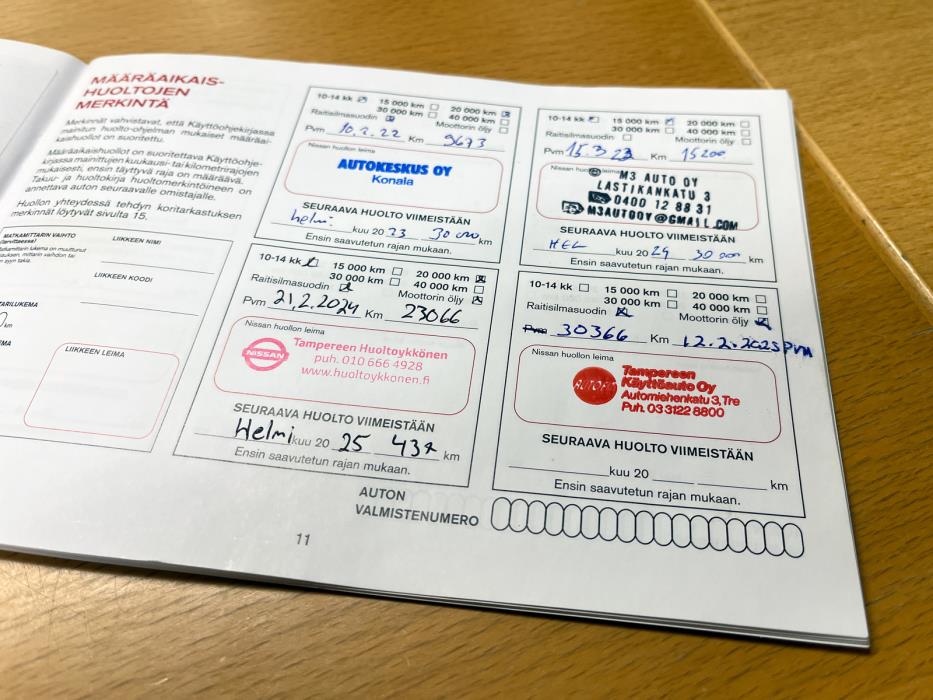 MÄÄRÄAIKAIS-
HUOLTOJEN
MERKINTÄ
Merkinnät vahvistavat, että Käyttöohjekirjassa
mainitun huolto-ohjelman mukaiset määräai-
kaishuollot on suoritettu.
Määräaikaishuollot on suoritettava Käyttöohje-
kirjassa mainittujen kuukausi- tai kilometrirajojen
mukaisesti, ensin täyttyvä raja on määräävä.
Takuu- ja huoltokirja huoltomerkintöineen on
annettava auton seuraavalle omistajalle.
Huollon yhteydessä tehdyn koritarkastuksen
merkinnät löytyvät sivulta 15.
MATKAMITTARIN VAIHTO
LIIKKEEN NIMI
LIIKKEEN KOODI
LIIKKEEN LEIMA
10-14 kk 15 000 km 20 000 km
30 000 km 40 000 km
Raitisilmasuodin Moottorin öljy
Pvm 10.2.22 Km 9673
Nissan huollon leima
AUTOKESKUS OY
Konala
SEURAAVA HUOLTO VIIMEISTÄÄN
helmi kuu 20 23 30 000 km
Ensin saavutetun rajan mukaan.
10-14 kk 15 000 km 20 000 km
30 000 km 40 000 km
Raitisilmasuodin Moottorin öljy
Pvm 15.3 23 Km 15200
Nissan huollon leima
M3 AUTO OY
LASTIKANKATU 3
0400 12 88 31
M3AUTOOY@GMAIL.COM
SEURAAVA HUOLTO VIIMEISTÄÄN
HEL kuu 20 24 30 000 km
Ensin saavutetun rajan mukaan.
10-14 kk 15 000 km 20 000 km
30 000 km 40 000 km
Raitisilmasuodin Moottorin öljy
Pvm 21.2.2024 Km 23066
Nissan huollon leima
NISSAN
Tampereen Huoltoykkönen
puh. 010 666 4928
www.huoltoykkonen.fi
SEURAAVA HUOLTO VIIMEISTÄÄN
Helmi kuu 20 25 43 km
Ensin saavutetun rajan mukaan.
10-14 kk 15 000 km 20 000 km
30 000 km 40 000 km
Raitisilmasuodin Moottorin öljy
Pvm 30366 Km 12.2.2025 Pvm
Nissan huollon leima
Tampereen
Käyttöauto Oy
Automiehenkatu 3, Tre
Puh. 03 3122 8800
SEURAAVA HUOLTO VIIMEISTÄÄN
kuu 20 km
Ensin saavutetun rajan mukaan.
AUTON
VALMISTENUMERO
11